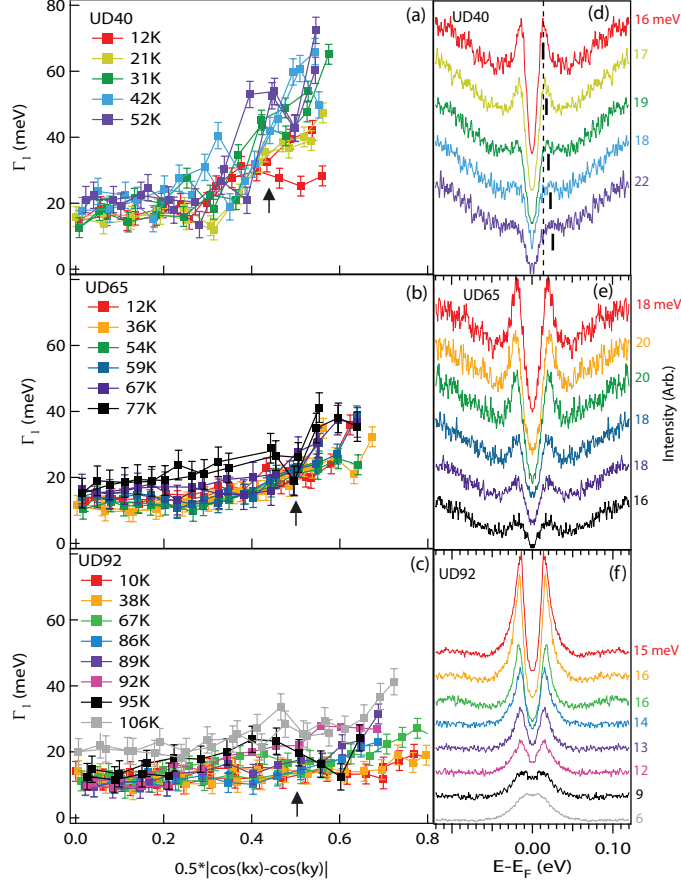 UD40
(a)
12K
21K
31K
42K
52K
80
60
40
20
0
Γ1 (meV)
(d)
16 meV
17
19
18
22
UD65
(b)
12K
36K
54K
59K
67K
77K
80
60
40
20
0
Γ1 (meV)
UD65
(e)
18 meV
20
20
18
18
16
Intensity (Arb.)
UD92
(c)
10K
38K
67K
86K
89K
92K
95K
106K
80
60
40
20
0
Γ1 (meV)
0.0
0.2
0.4
0.6
0.8
0.5*|cos(kx)-cos(ky)|
UD92
(f)
15 meV
16
16
14
13
12
9
6
0.00
0.10
E-EF (eV)
UD40